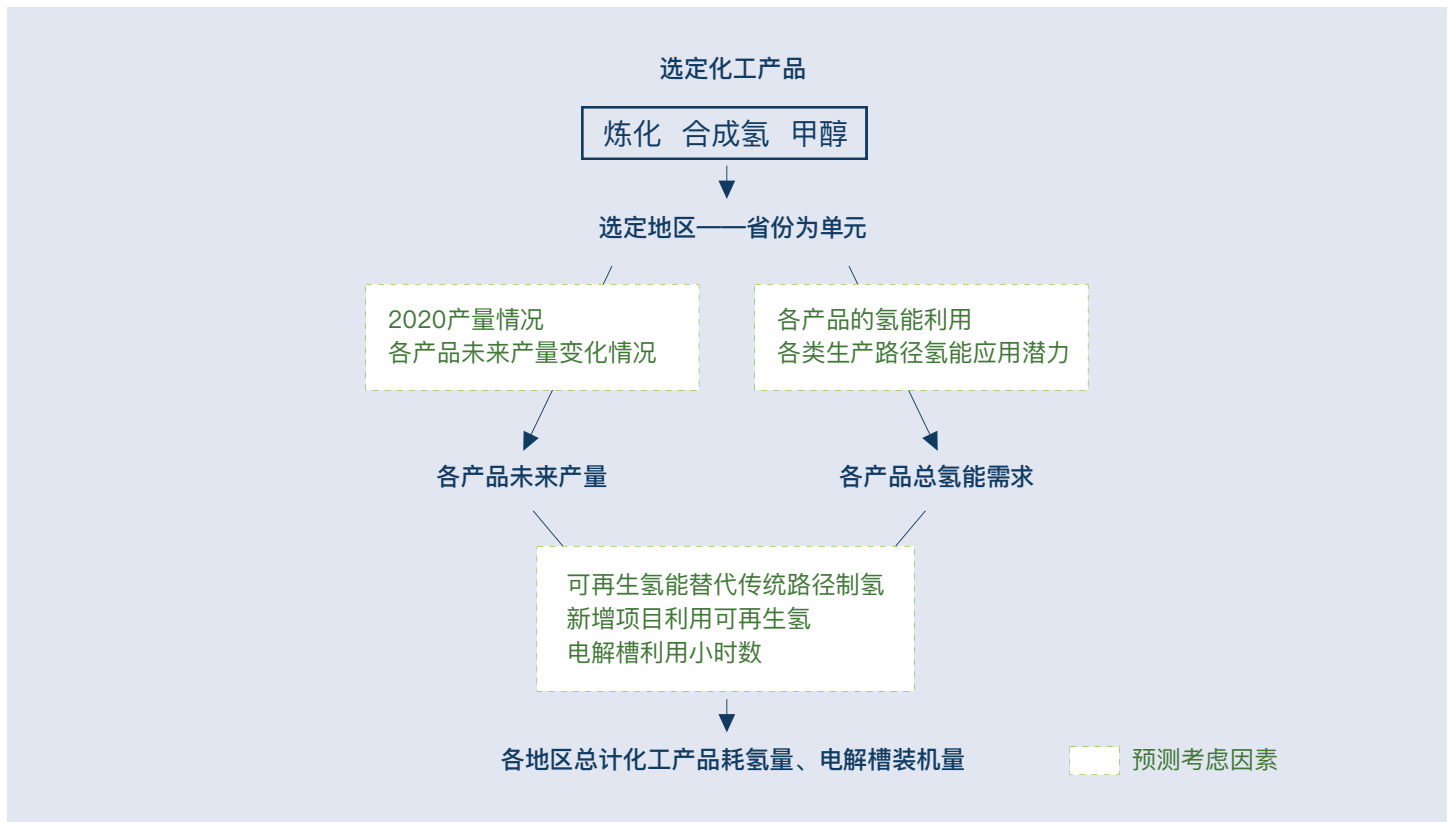 选定化工产品
炼化 合成氢 甲醇
选定地区——省份为单元
2020产量情况
各产品未来产量变化情况
各产品的氢能利用
各类生产路径氢能应用潜力
各产品未来产量
各产品总氢能需求
可再生氢能替代传统路径制氢
新增项目利用可再生氢
电解槽利用小时数
各地区总计化工产品耗氢量、电解槽装机量
预测考虑因素